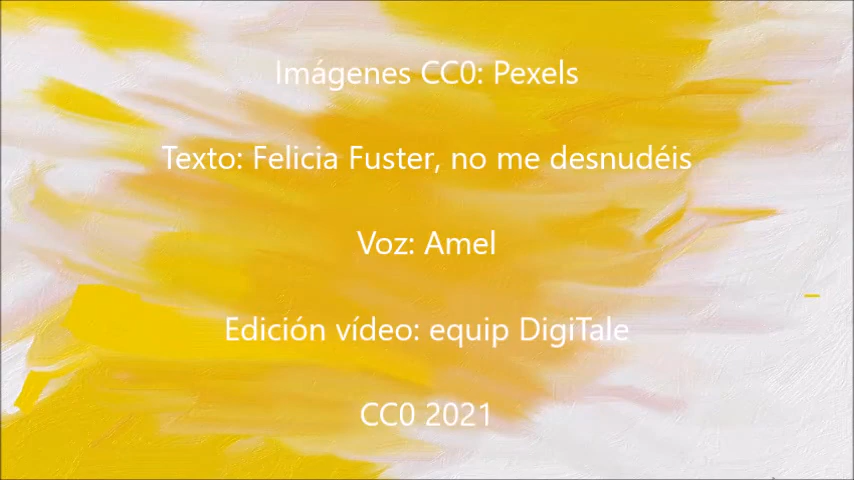 Imágenes CC0: Pexels
Texto: Felicia Fuster, no me desnudéis
Voz: Amel
Edición vídeo: equip DigiTale
CC0 2021